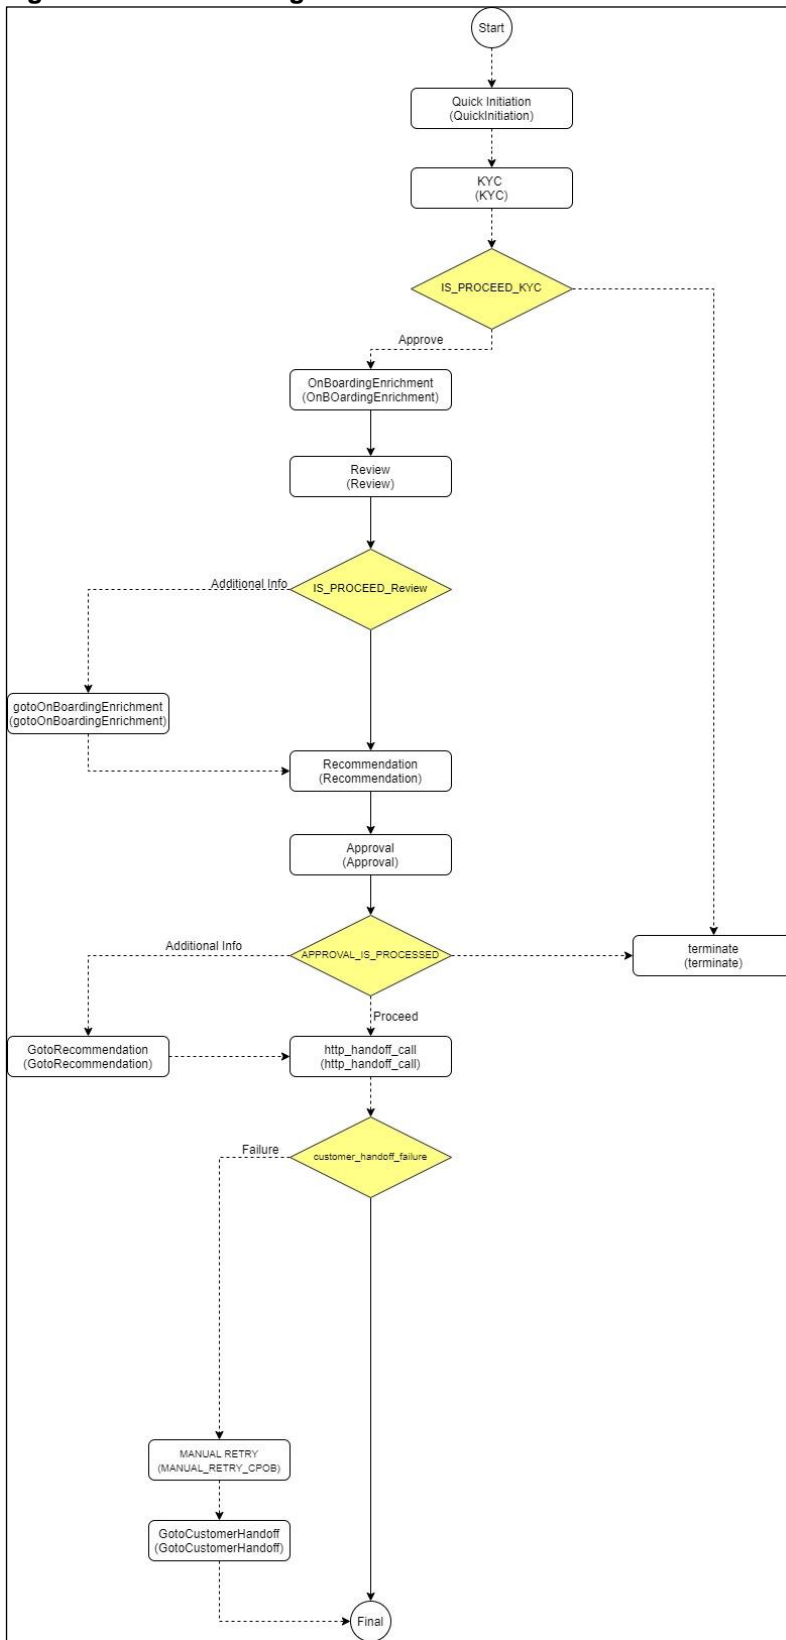 Start
Quick Initiation
(QuickInitiation)
KYC
(KYC)
IS_PROCEED_KYC
Approve
OnBoardingEnrichment
(OnBOardingEnrichment)
Review
(Review)
Additional Info
IS_PROCEED_Review
gotoOnBoardingEnrichment
(gotoOnBoardingEnrichment)
Recommendation
(Recommendation)
Approval
(Approval)
Additional Info
APPROVAL_IS_PROCESSED
terminate
(terminate)
Proceed
GotoRecommendation
(GotoRecommendation)
http_handoff_call
(http_handoff_call)
Failure
customer_handoff_failure
MANUAL RETRY
(MANUAL_RETRY_CPOB)
GotoCustomerHandoff
(GotoCustomerHandoff)
Final